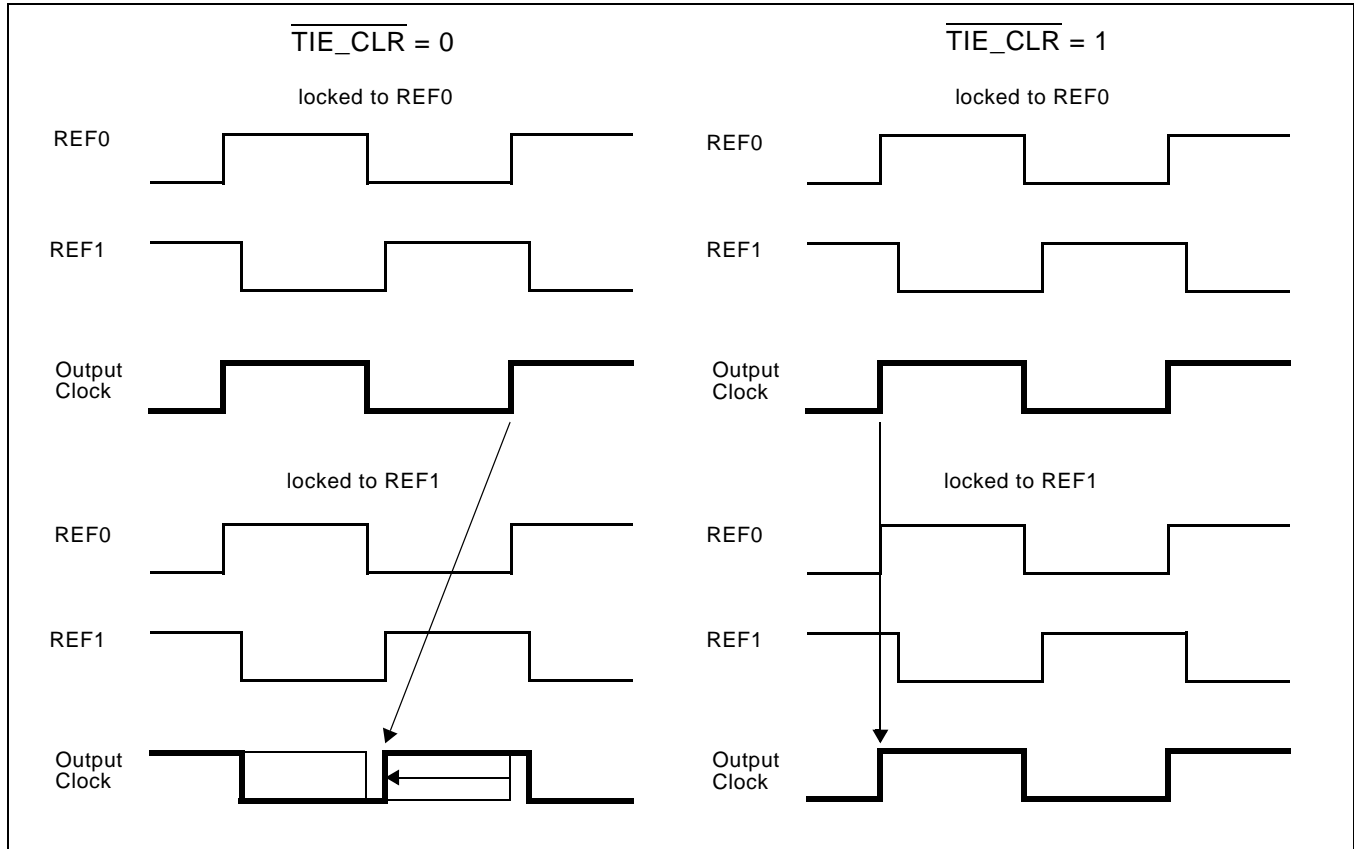 TIE_CLR = 0
locked to REF0
REF0
REF1
Output
Clock
locked to REF1
REF0
REF1
Output
Clock
TIE_CLR = 1
locked to REF0
REF0
REF1
Output
Clock
locked to REF1
REF0
REF1
Output
Clock